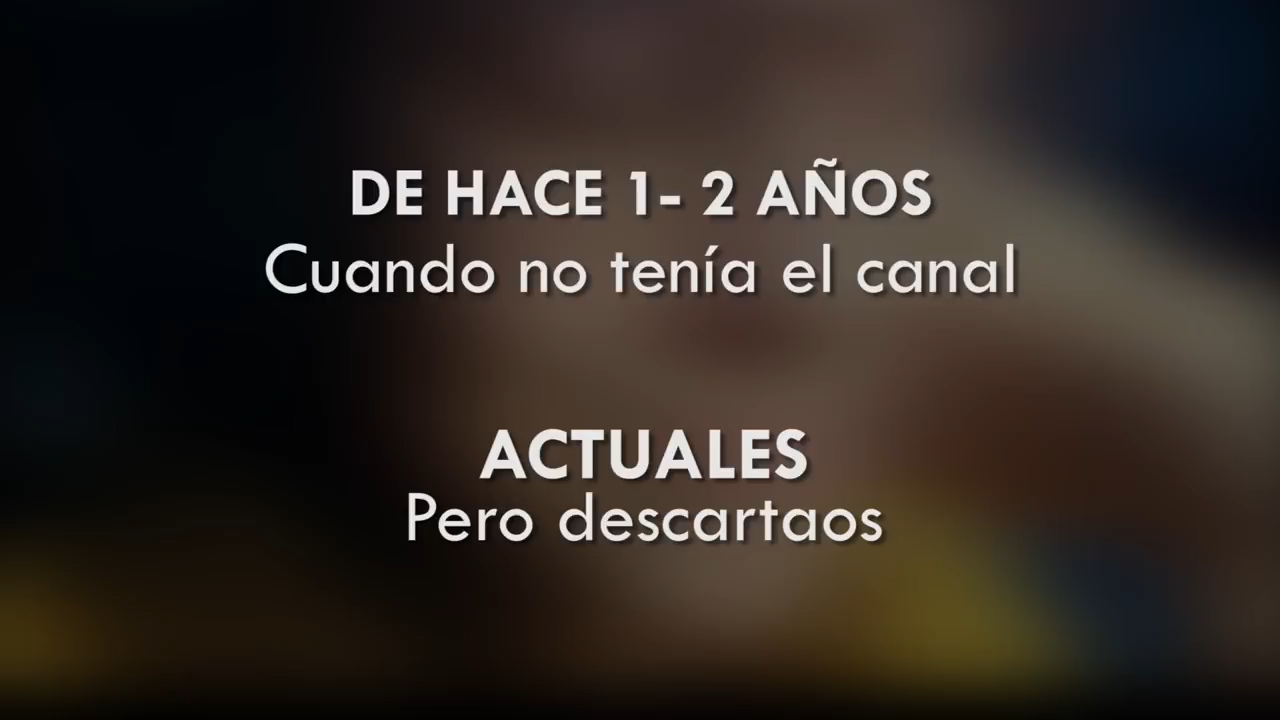 DE HACE 1- 2 AÑOS
Cuando no tenía el canal
ACTUALES
Pero descartaos